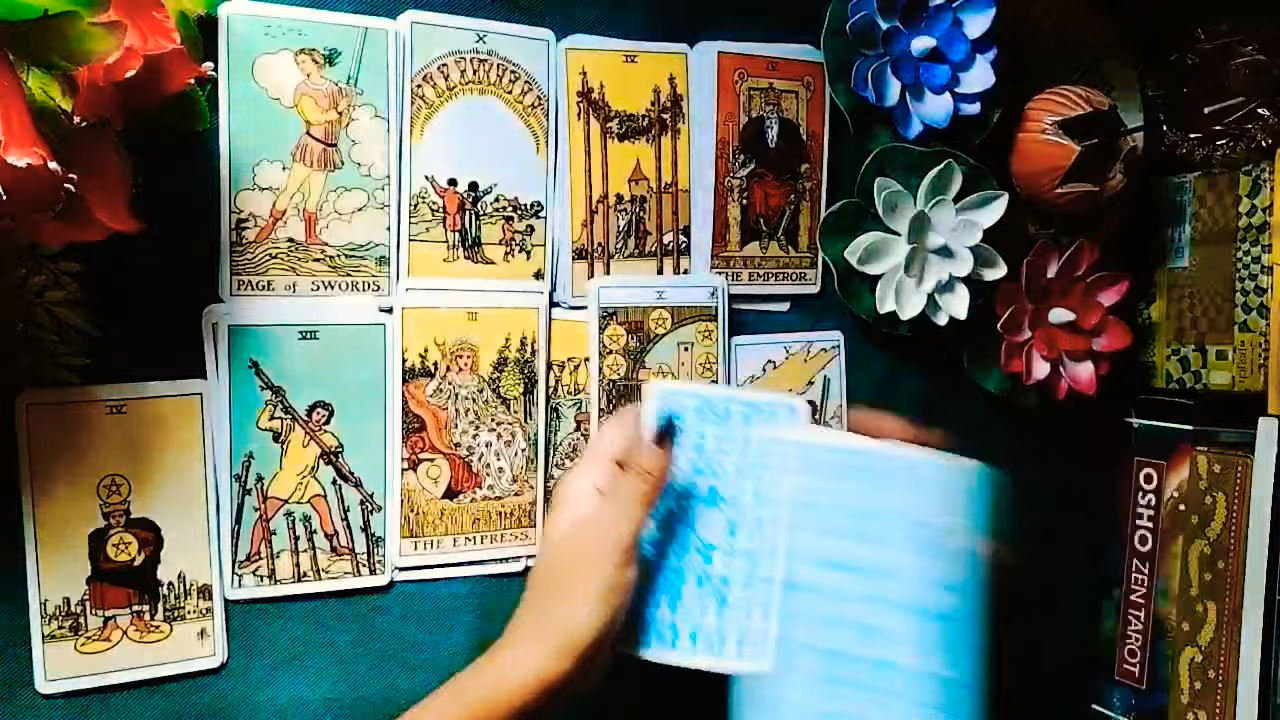 X
IV
IV
PAGE of SWORDS.
THE EMPEROR.
VII
III
X
THE EMPRESS.
IV
OSHO ZEN TAROT